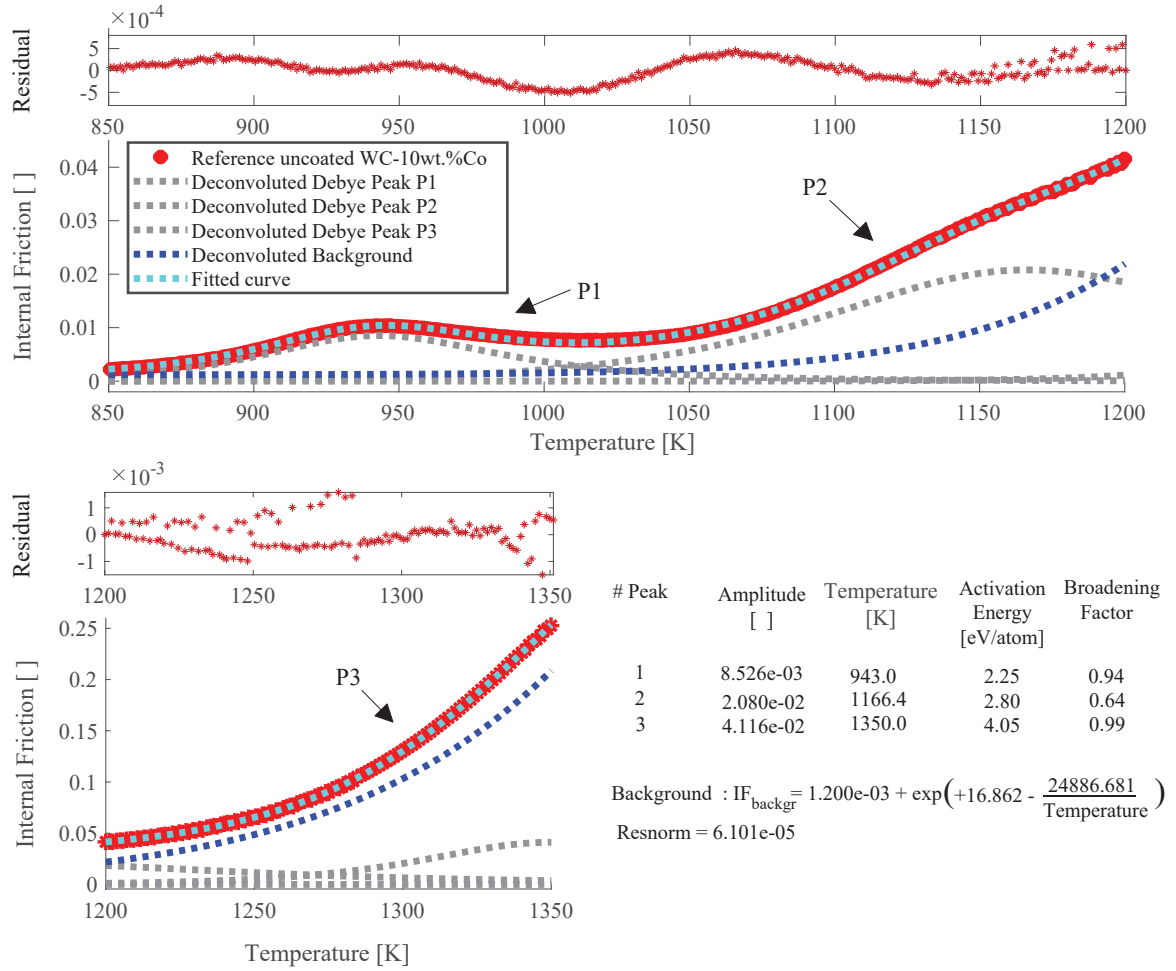 ×10⁻⁴
Residual
5
0
-5
850 900 950 1000 1050 1100 1150 1200
Internal Friction [ ]
0.04
0.03
0.02
0.01
0
Reference uncoated WC-10wt.%Co
Deconvoluted Debye Peak P1
Deconvoluted Debye Peak P2
Deconvoluted Debye Peak P3
Deconvoluted Background
Fitted curve
P1
P2
850 900 950 1000 1050 1100 1150 1200
Temperature [K]
×10⁻³
Residual
1
0
-1
1200 1250 1300 1350
Internal Friction [ ]
0.25
0.2
0.15
0.1
0.05
0
P3
1200 1250 1300 1350
Temperature [K]
# Peak Amplitude [ ] Temperature [K] Activation Energy [eV/atom] Broadening Factor
1 8.526e-03 943.0 2.25 0.94
2 2.080e-02 1166.4 2.80 0.64
3 4.116e-02 1350.0 4.05 0.99
Background : IF_backgr = 1.200e-03 + exp(+16.862 - 24886.681 / Temperature)
Resnorm = 6.101e-05